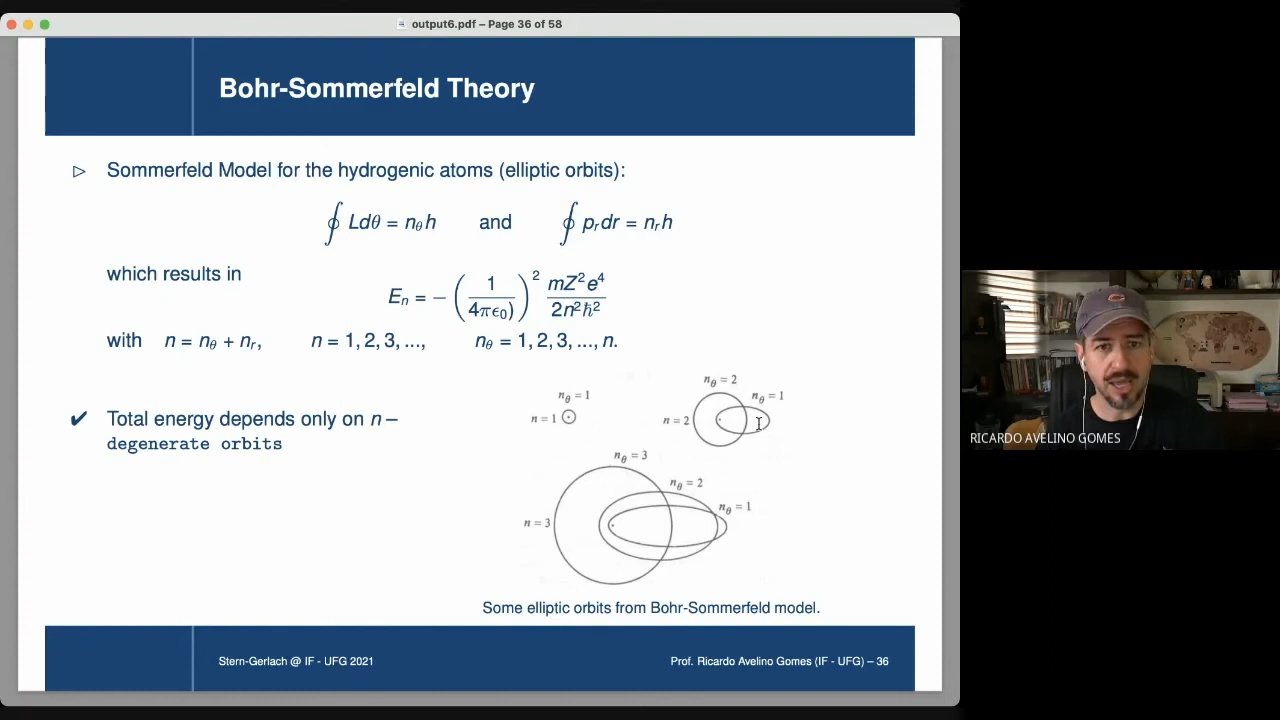 output6.pdf – Page 36 of 58
Bohr-Sommerfeld Theory
▷ Sommerfeld Model for the hydrogenic atoms (elliptic orbits):
∮ Ldθ = n_θ h and ∮ p_r dr = n_r h
which results in
E_n = − ( 1 / 4πϵ₀) )² mZ²e⁴ / 2n²ℏ²
with n = n_θ + n_r, n = 1, 2, 3, ..., n_θ = 1, 2, 3, ..., n.
✔ Total energy depends only on n –
degenerate orbits
n_θ = 1
n = 1
n_θ = 2
n_θ = 1
n = 2
n_θ = 3
n_θ = 2
n_θ = 1
n = 3
Some elliptic orbits from Bohr-Sommerfeld model.
Stern-Gerlach @ IF - UFG 2021
Prof. Ricardo Avelino Gomes (IF - UFG) – 36
RICARDO AVELINO GOMES